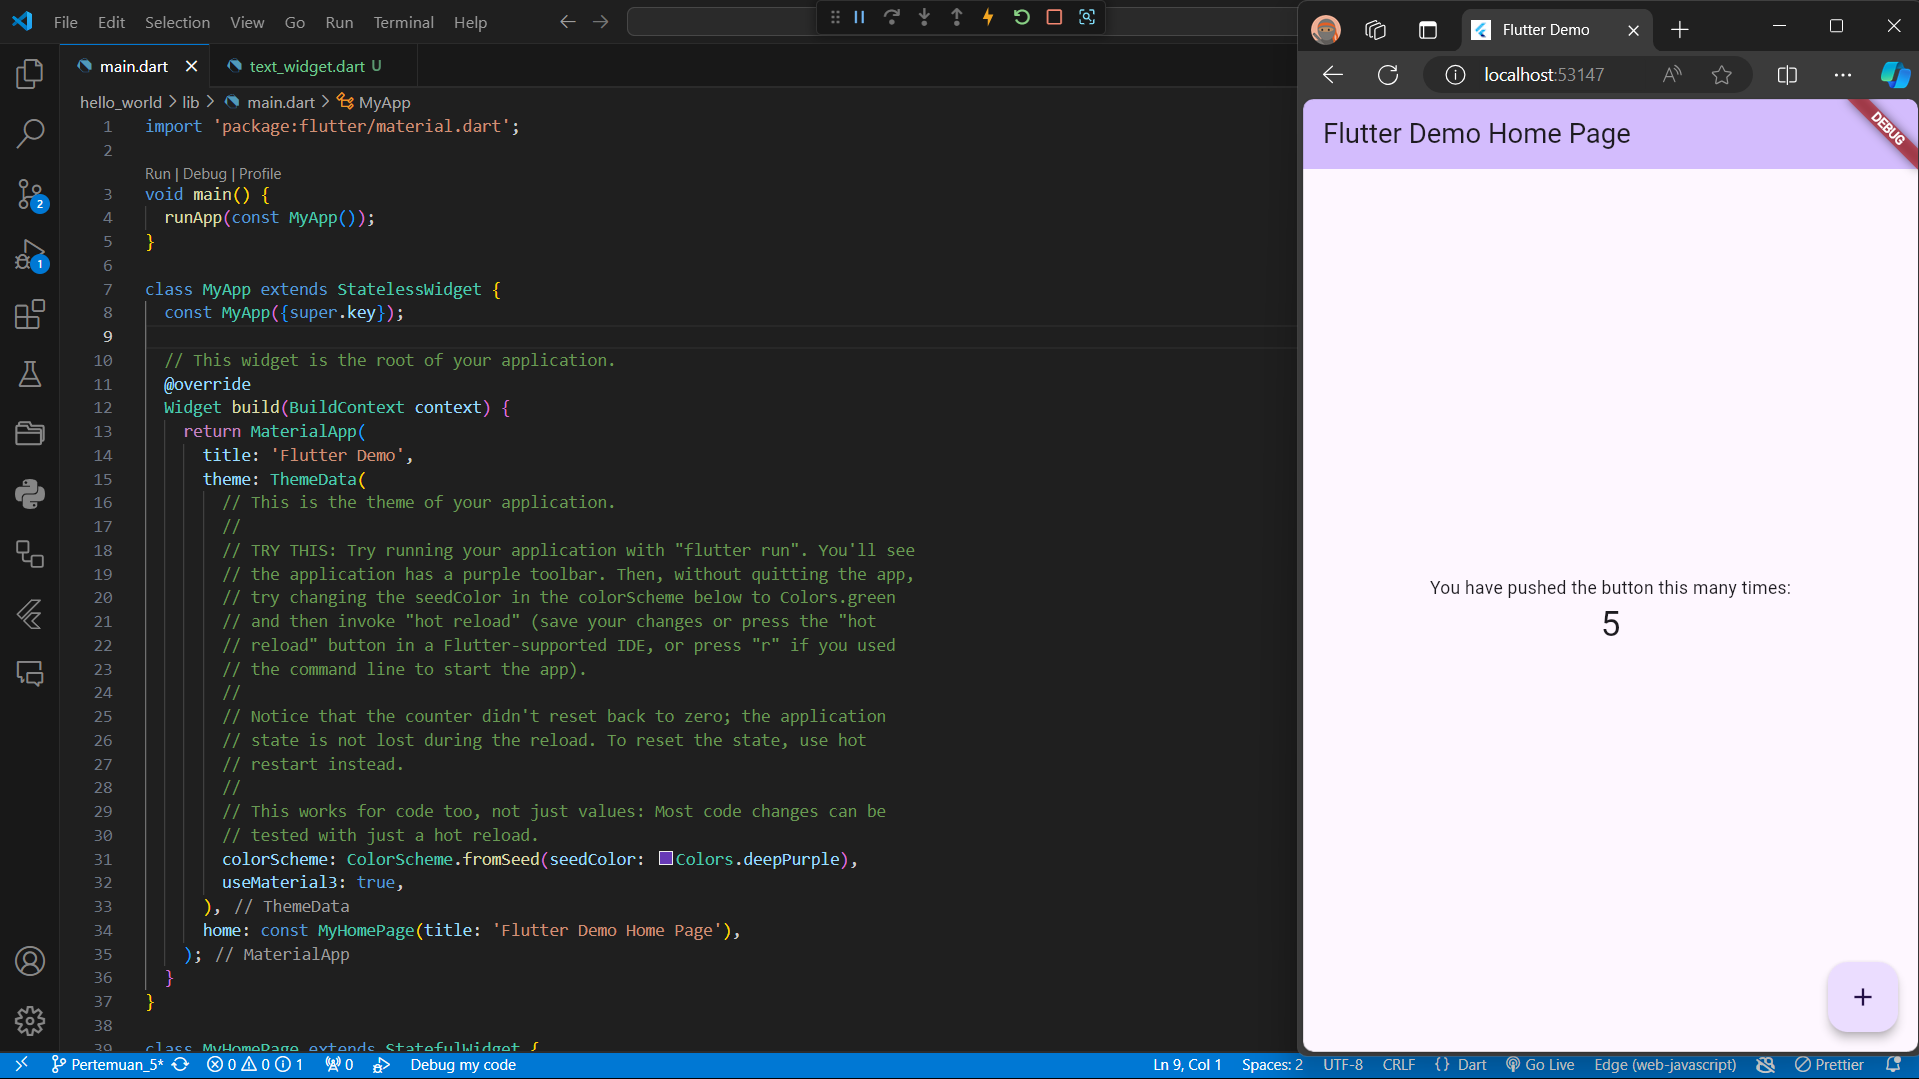 File Edit Selection View Go Run Terminal Help
main.dart
text_widget.dart U
hello_world > lib > main.dart > MyApp
1 import 'package:flutter/material.dart';
2
Run | Debug | Profile
3 void main() {
4 runApp(const MyApp());
5 }
6
7 class MyApp extends StatelessWidget {
8 const MyApp({super.key});
9
10 // This widget is the root of your application.
11 @override
12 Widget build(BuildContext context) {
13 return MaterialApp(
14 title: 'Flutter Demo',
15 theme: ThemeData(
16 // This is the theme of your application.
17 //
18 // TRY THIS: Try running your application with "flutter run". You'll see
19 // the application has a purple toolbar. Then, without quitting the app,
20 // try changing the seedColor in the colorScheme below to Colors.green
21 // and then invoke "hot reload" (save your changes or press the "hot
22 // reload" button in a Flutter-supported IDE, or press "r" if you used
23 // the command line to start the app).
24 //
25 // Notice that the counter didn't reset back to zero; the application
26 // state is not lost during the reload. To reset the state, use hot
27 // restart instead.
28 //
29 // This works for code too, not just values: Most code changes can be
30 // tested with just a hot reload.
31 colorScheme: ColorScheme.fromSeed(seedColor: Colors.deepPurple),
32 useMaterial3: true,
33 ), // ThemeData
34 home: const MyHomePage(title: 'Flutter Demo Home Page'),
35 ); // MaterialApp
36 }
37 }
38
39 class MyHomePage extends StatefulWidget {
2
1
Pertemuan_5* 0 0 1 0 Debug my code
Ln 9, Col 1 Spaces: 2 UTF-8 CRLF {} Dart Go Live Edge (web-javascript) Prettier
Flutter Demo
localhost:53147
Flutter Demo Home Page
DEBUG
You have pushed the button this many times:
5
+